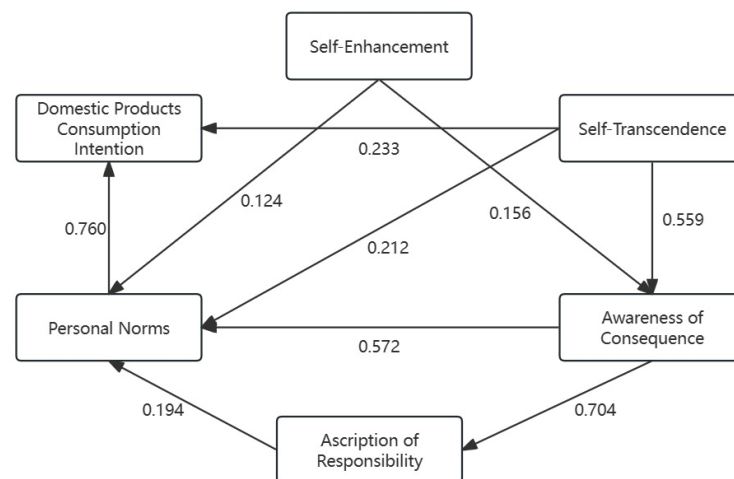 Self-Enhancement
Domestic Products
Consumption
Intention
Self-Transcendence
0.233
0.124
0.156
0.559
0.760
0.212
Personal Norms
Awareness of
Consequence
0.572
0.194
0.704
Ascription of
Responsibility